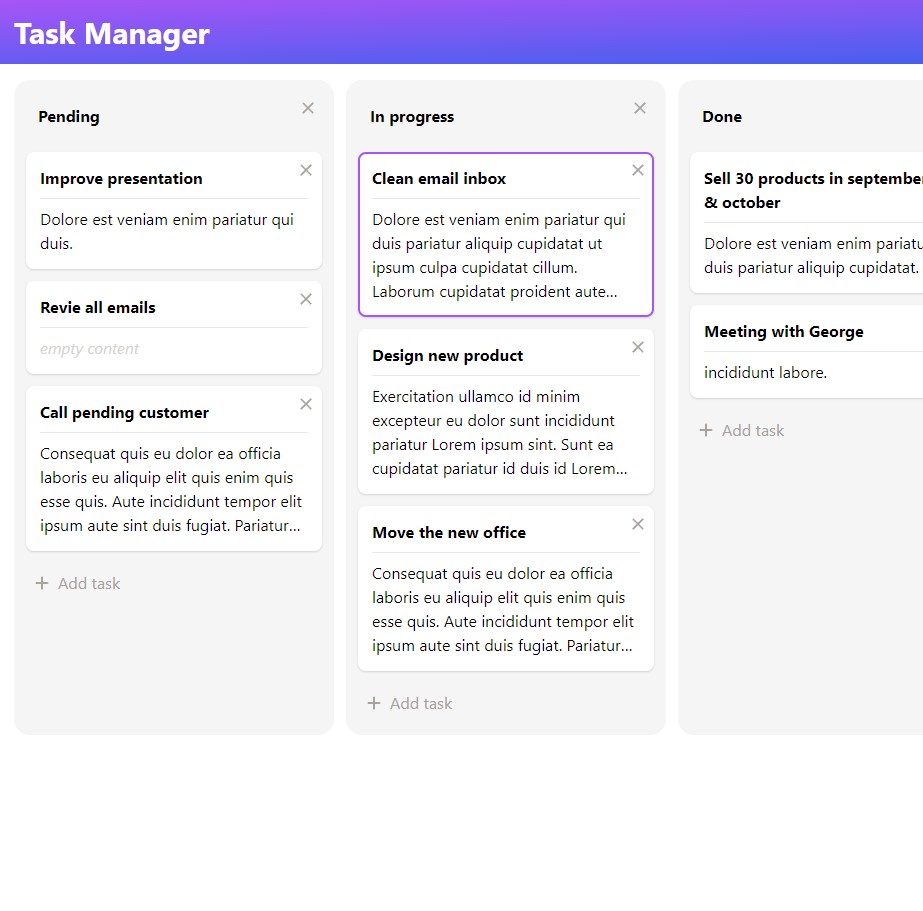 Task Manager
Pending
Improve presentation
Dolore est veniam enim pariatur qui
duis.
Revie all emails
empty content
Call pending customer
Consequat quis eu dolor ea officia
laboris eu aliquip elit quis enim quis
esse quis. Aute incididunt tempor elit
ipsum aute sint duis fugiat. Pariatur...
+ Add task
In progress
Clean email inbox
Dolore est veniam enim pariatur qui
duis pariatur aliquip cupidatat ut
ipsum culpa cupidatat cillum.
Laborum cupidatat proident aute...
Design new product
Exercitation ullamco id minim
excepteur eu dolor sunt incididunt
pariatur Lorem ipsum sint. Sunt ea
cupidatat pariatur id duis id Lorem...
Move the new office
Consequat quis eu dolor ea officia
laboris eu aliquip elit quis enim quis
esse quis. Aute incididunt tempor elit
ipsum aute sint duis fugiat. Pariatur...
+ Add task
Done
Sell 30 products in september
& october
Dolore est veniam enim
duis pariatur aliquip cupidatat.
Meeting with George
incididunt labore.
+ Add task